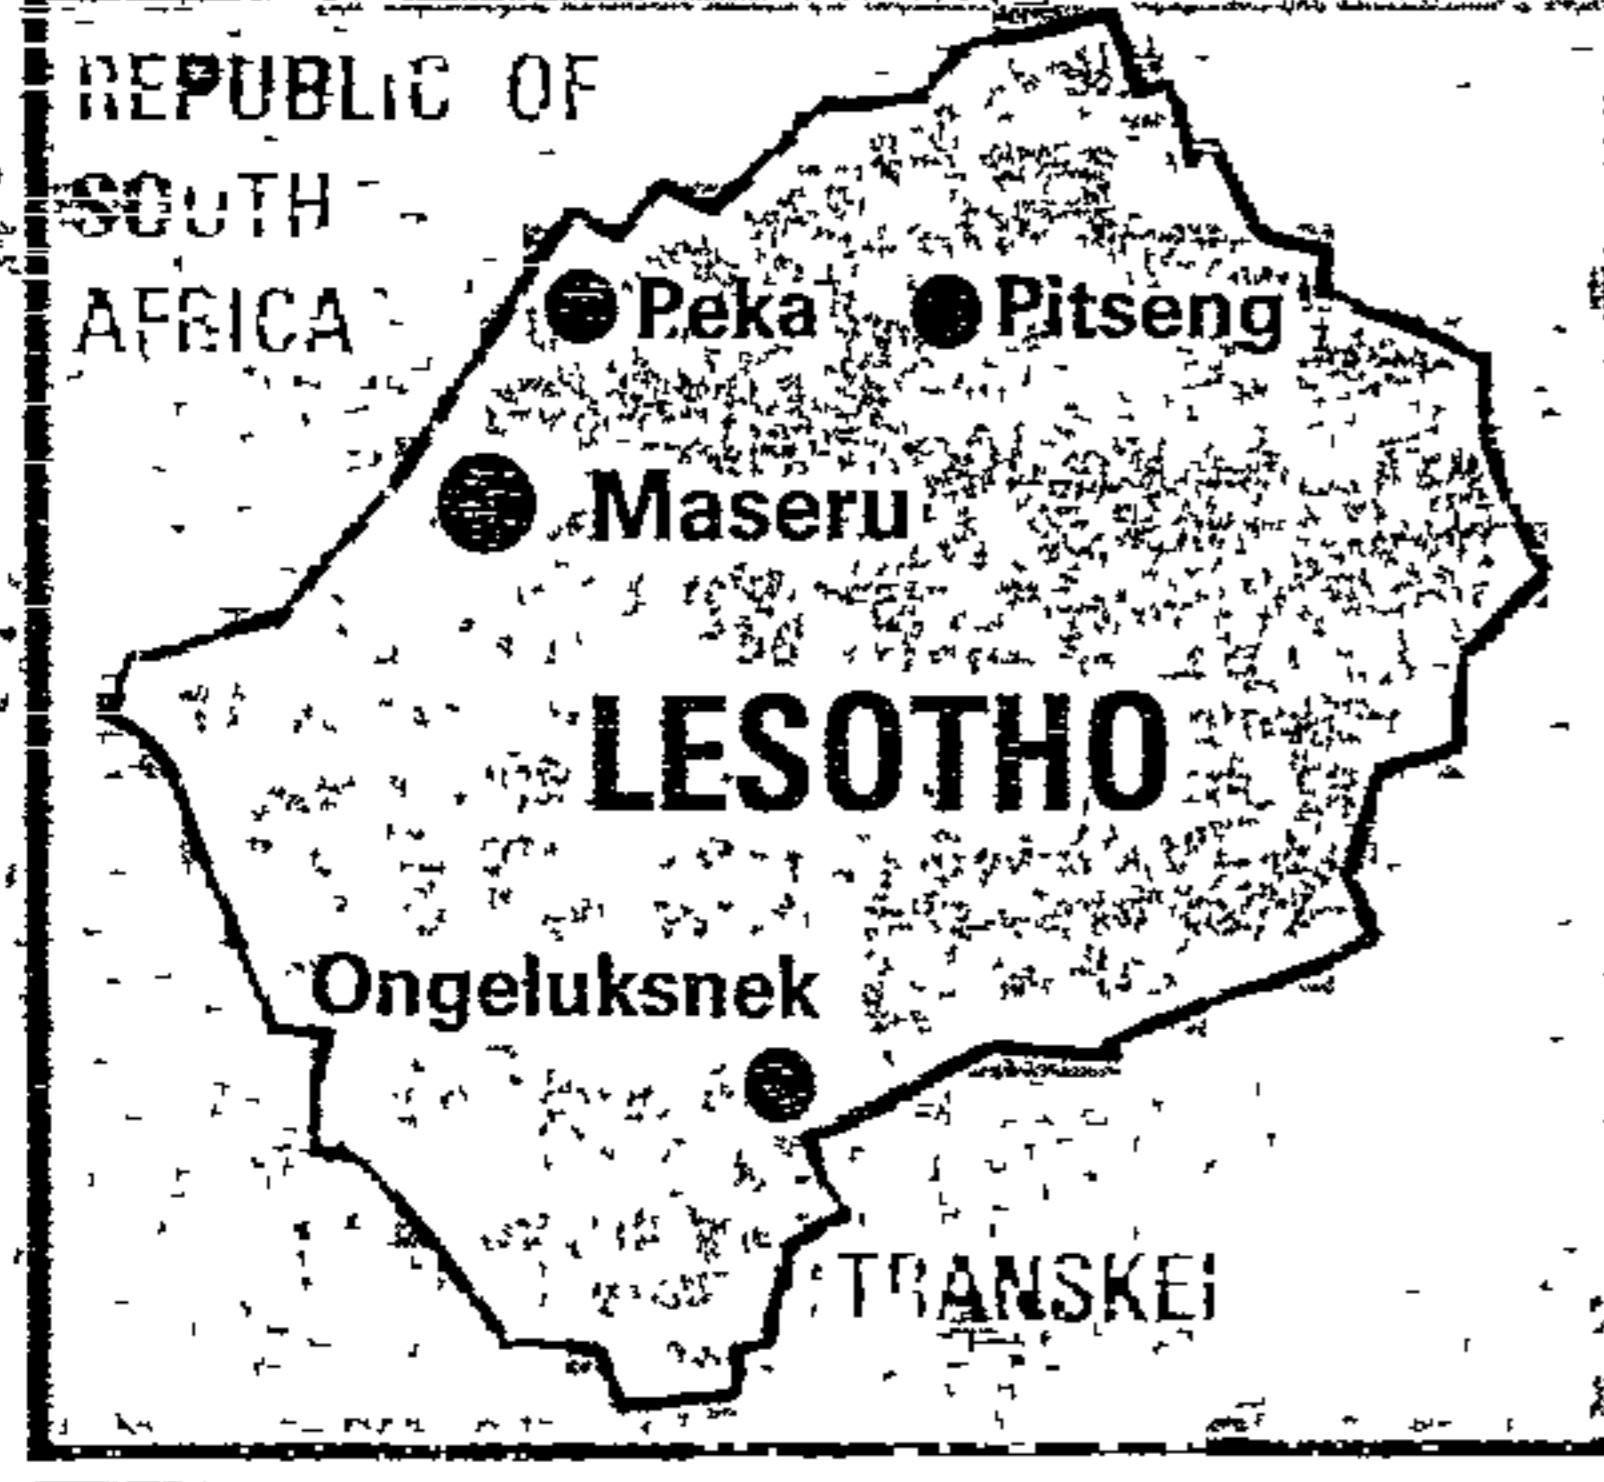 REPUBLIC OF
SOUTH
AFRICA
Peka
Pitseng
Maseru
LESOTHO
Ongeluksnek
TRANSKEI